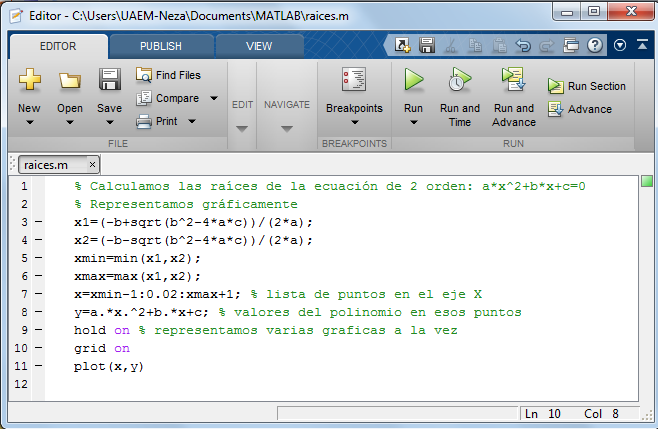 Editor - C:\Users\UAEM-Neza\Documents\MATLAB\raices.m
EDITOR PUBLISH VIEW
New Open Save Find Files
Compare
Print
EDIT NAVIGATE
Breakpoints
Run Run and Time Run and Advance Run Section
Advance
FILE BREAKPOINTS RUN
raices.m ×
1 % Calculamos las raíces de la ecuación de 2 orden: a*x^2+b*x+c=0
2 % Representamos gráficamente
3 – x1=(-b+sqrt(b^2-4*a*c))/(2*a);
4 – x2=(-b-sqrt(b^2-4*a*c))/(2*a);
5 – xmin=min(x1,x2);
6 – xmax=max(x1,x2);
7 – x=xmin-1:0.02:xmax+1; % lista de puntos en el eje X
8 – y=a.*x.^2+b.*x+c; % valores del polinomio en esos puntos
9 – hold on % representamos varias graficas a la vez
10 – grid on
11 – plot(x,y)
12
Ln 10 Col 8